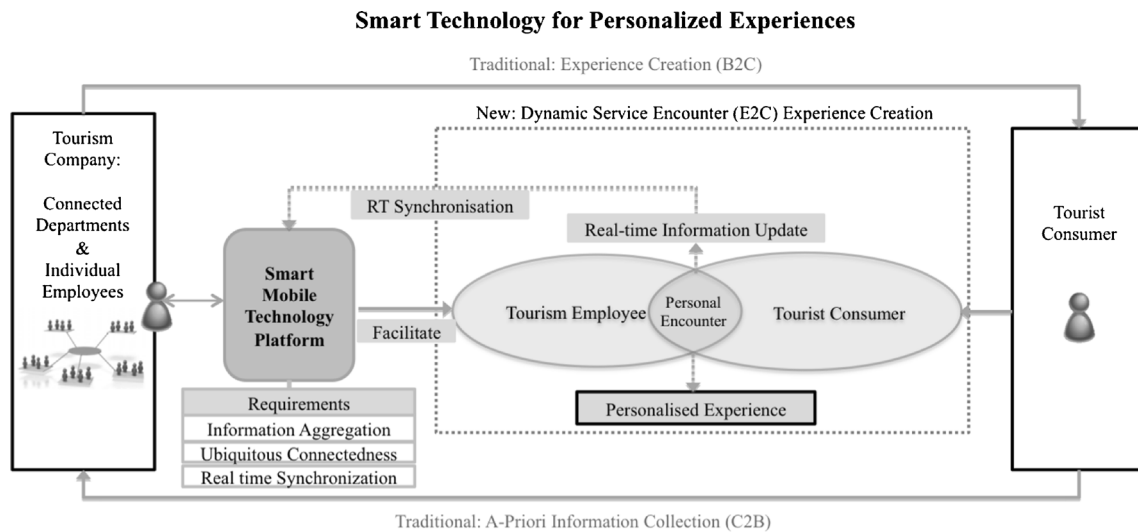 Smart Technology for Personalized Experiences
Traditional: Experience Creation (B2C)
New: Dynamic Service Encounter (E2C) Experience Creation
Tourism
Company:
Connected
Departments
&
Individual
Employees
RT Synchronisation
Real-time Information Update
Smart
Mobile
Technology
Platform
Facilitate
Tourism Employee
Personal
Encounter
Tourist Consumer
Personalised Experience
Requirements
Information Aggregation
Ubiquitous Connectedness
Real time Synchronization
Tourist
Consumer
Traditional: A-Priori Information Collection (C2B)